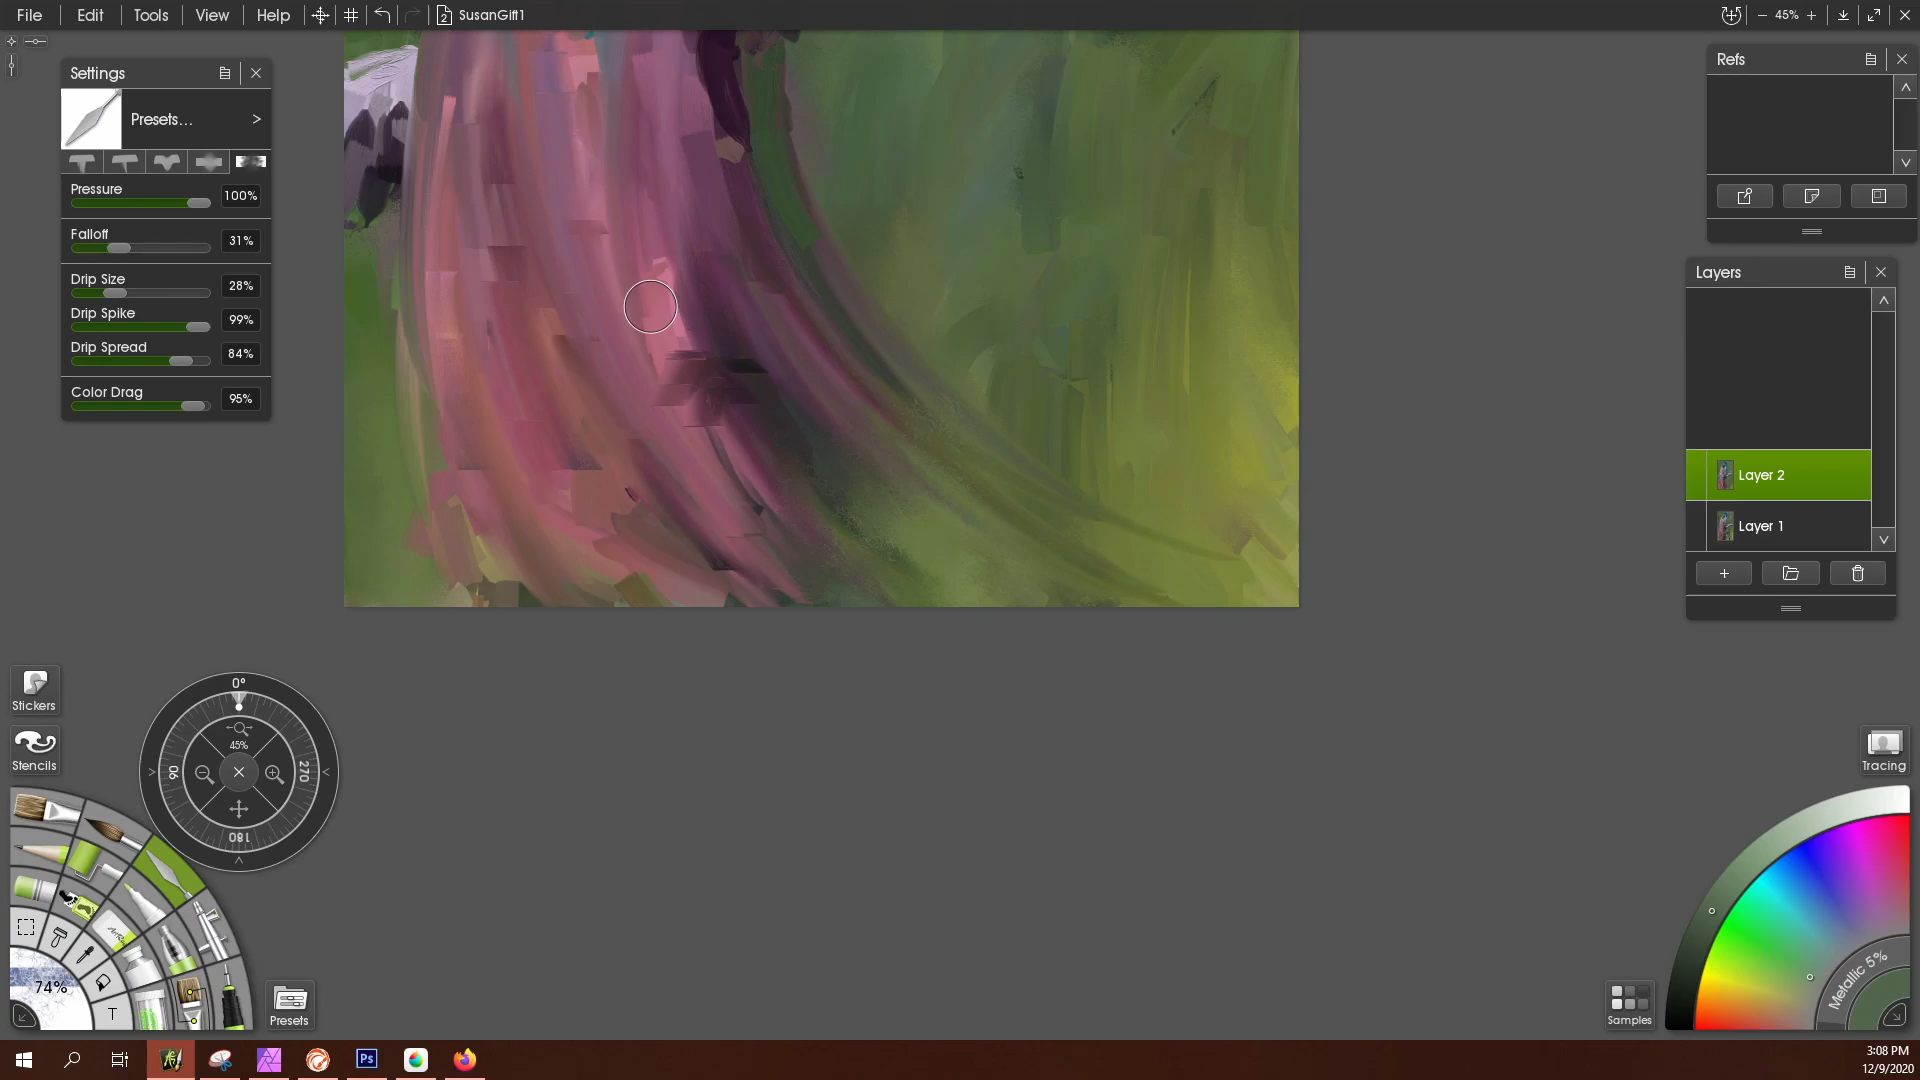 File Edit Tools View Help 2 SusanGift1 45%
Settings
Presets... >
Pressure 100%
Falloff 31%
Drip Size 28%
Drip Spike 99%
Drip Spread 84%
Color Drag 95%
Refs
Layers
Layer 2
Layer 1
Stickers
Stencils
0°
45%
90
270
180
74%
T
Presets
Tracing
Metallic 5%
Samples
Ps
3:08 PM
12/9/2020